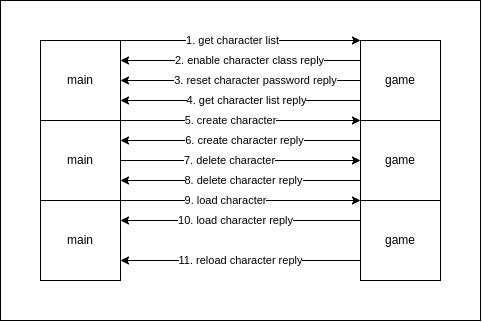 1. get character list
2. enable character class reply
main
3. reset character password reply
game
4. get character list reply
5. create character
6. create character reply
main
7. delete character
game
8. delete character reply
9. load character
10. load character reply
main
game
11. reload character reply